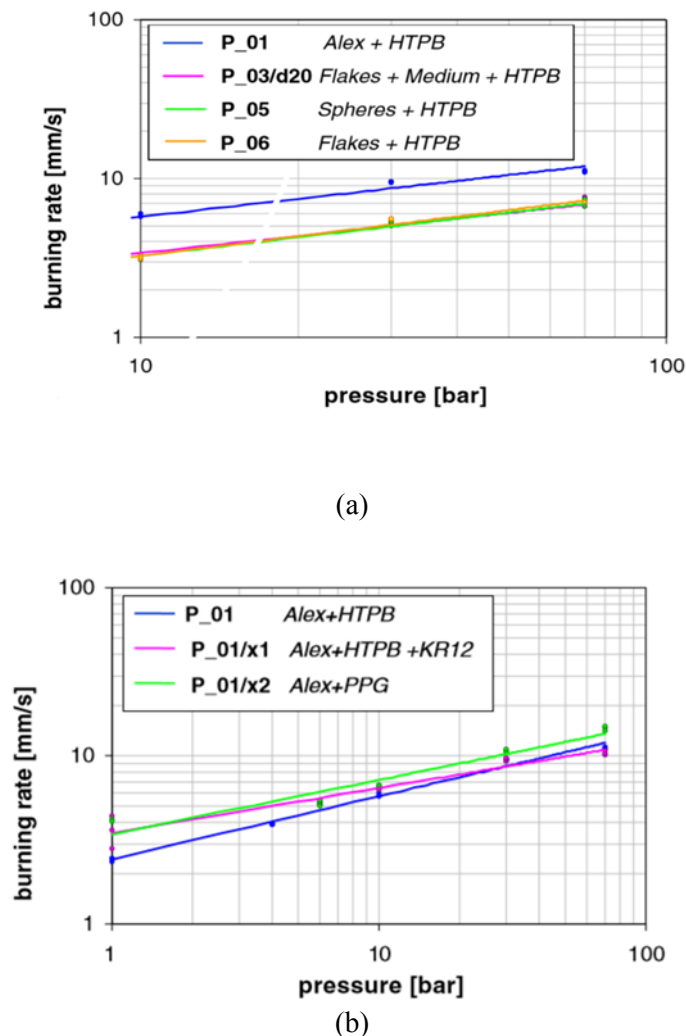 100
P_01 Alex + HTPB
P_03/d20 Flakes + Medium + HTPB
P_05 Spheres + HTPB
P_06 Flakes + HTPB
10
1
burning rate [mm/s]
10 100
pressure [bar]
(a)
100
P_01 Alex+HTPB
P_01/x1 Alex+HTPB +KR12
P_01/x2 Alex+PPG
10
1
burning rate [mm/s]
1 10 100
pressure [bar]
(b)